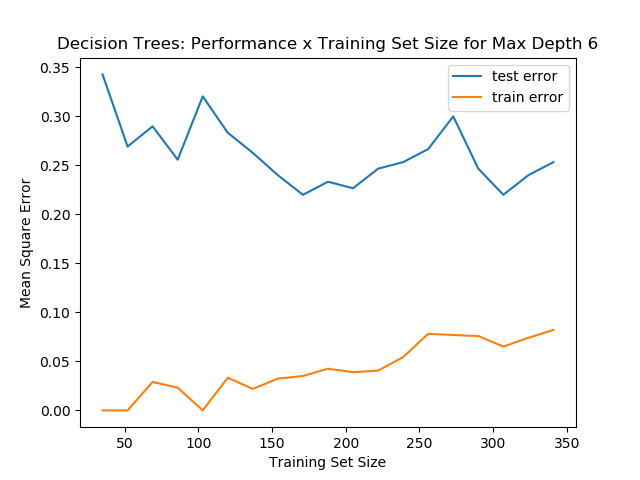 Decision Trees: Performance x Training Set Size for Max Depth 6
test error
train error
0.35
0.30
0.25
0.20
0.15
0.10
0.05
0.00
Mean Square Error
50 100 150 200 250 300 350
Training Set Size